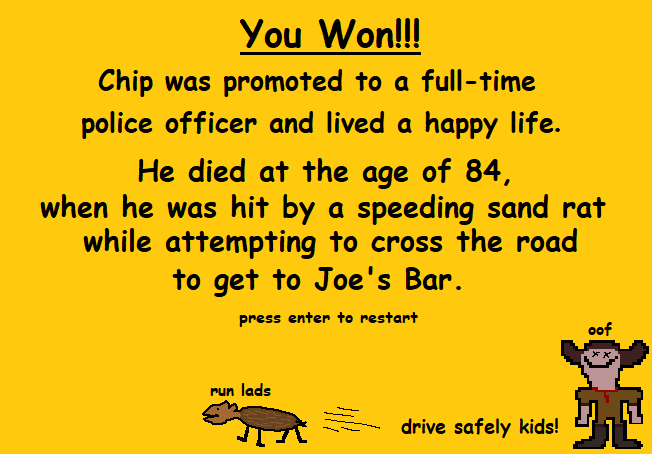 You Won!!!
Chip was promoted to a full-time
police officer and lived a happy life.
He died at the age of 84,
when he was hit by a speeding sand rat
while attempting to cross the road
to get to Joe's Bar.
press enter to restart
oof
run lads
drive safely kids!